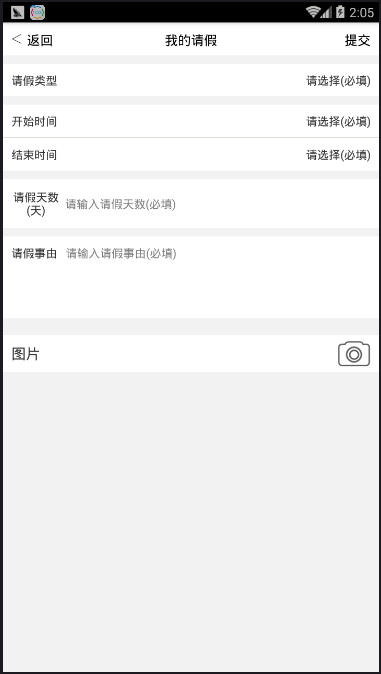 2:05
< 返回 我的请假 提交
请假类型 请选择(必填)
开始时间 请选择(必填)
结束时间 请选择(必填)
请假天数
(天) 请输入请假天数(必填)
请假事由 请输入请假事由(必填)
图片